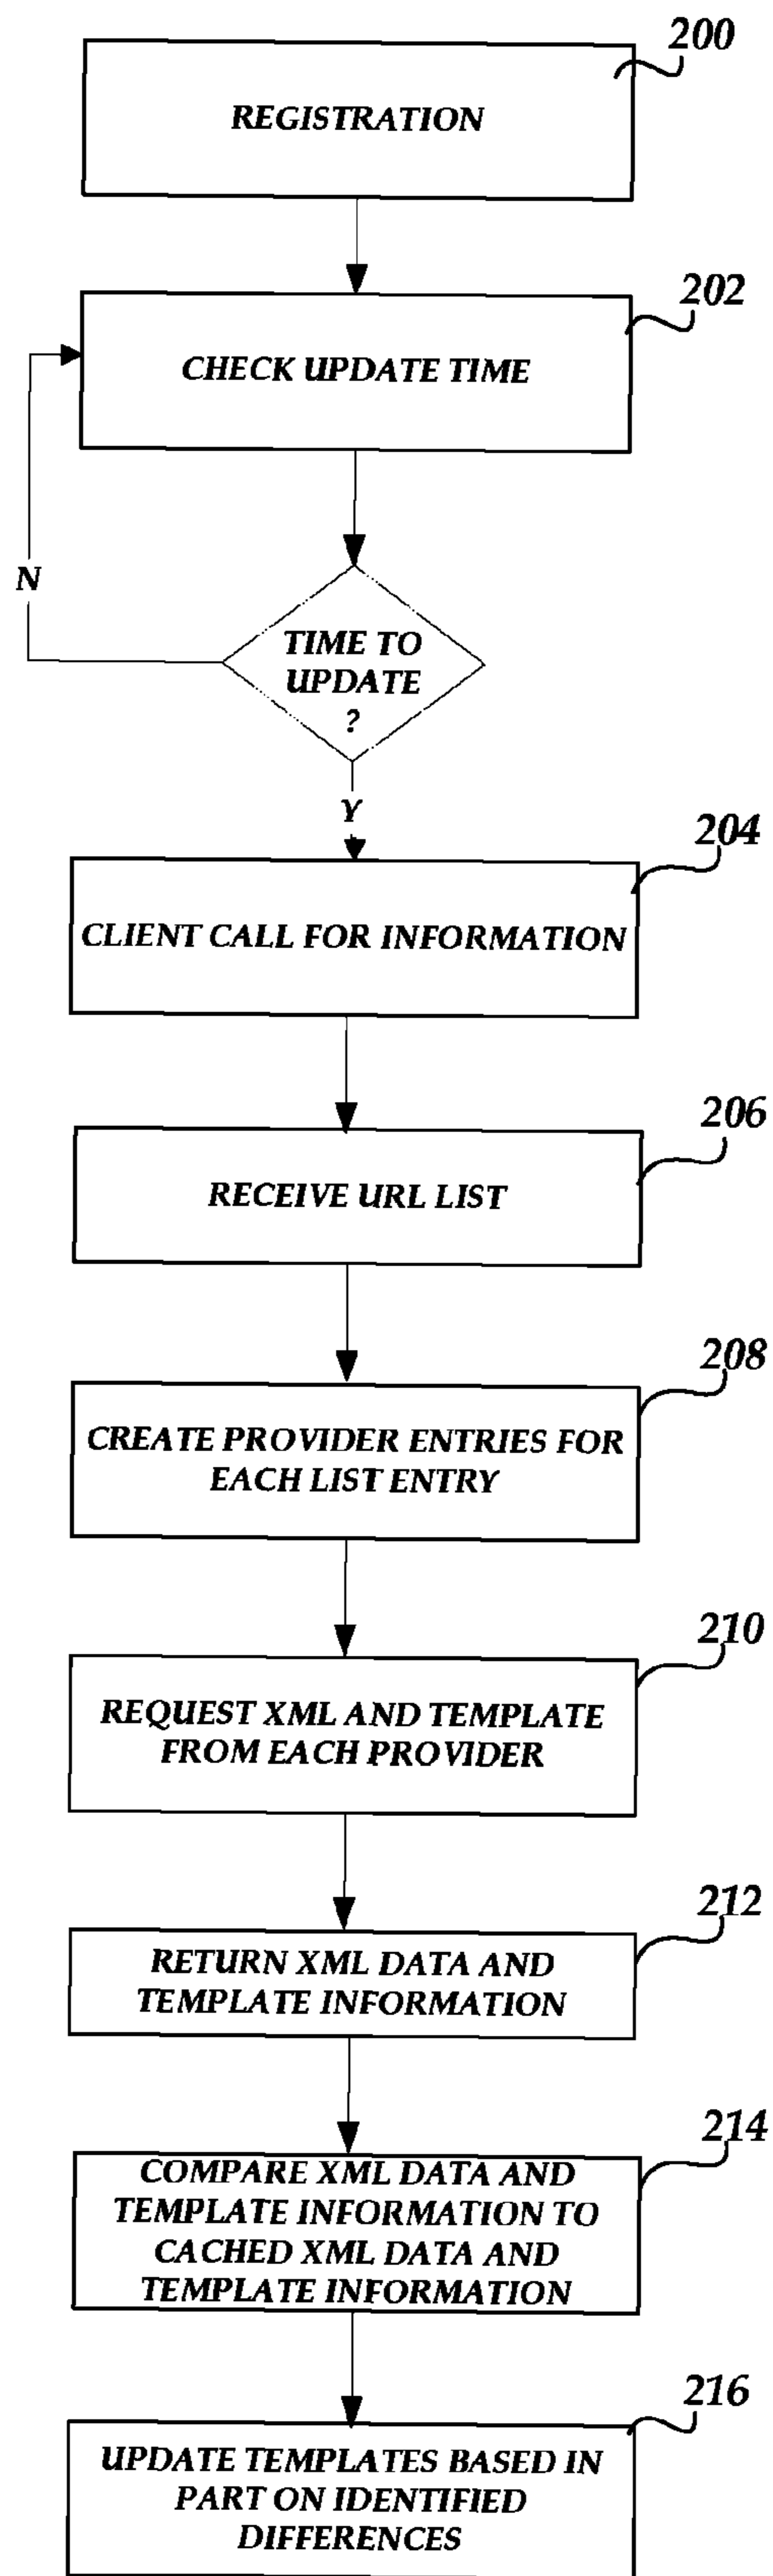 200
REGISTRATION
202
CHECK UPDATE TIME
N
TIME TO
UPDATE
?
Y
204
CLIENT CALL FOR INFORMATION
206
RECEIVE URL LIST
208
CREATE PROVIDER ENTRIES FOR
EACH LIST ENTRY
210
REQUEST XML AND TEMPLATE
FROM EACH PROVIDER
212
RETURN XML DATA AND
TEMPLATE INFORMATION
214
COMPARE XML DATA AND
TEMPLATE INFORMATION TO
CACHED XML DATA AND
TEMPLATE INFORMATION
216
UPDATE TEMPLATES BASED IN
PART ON IDENTIFIED
DIFFERENCES